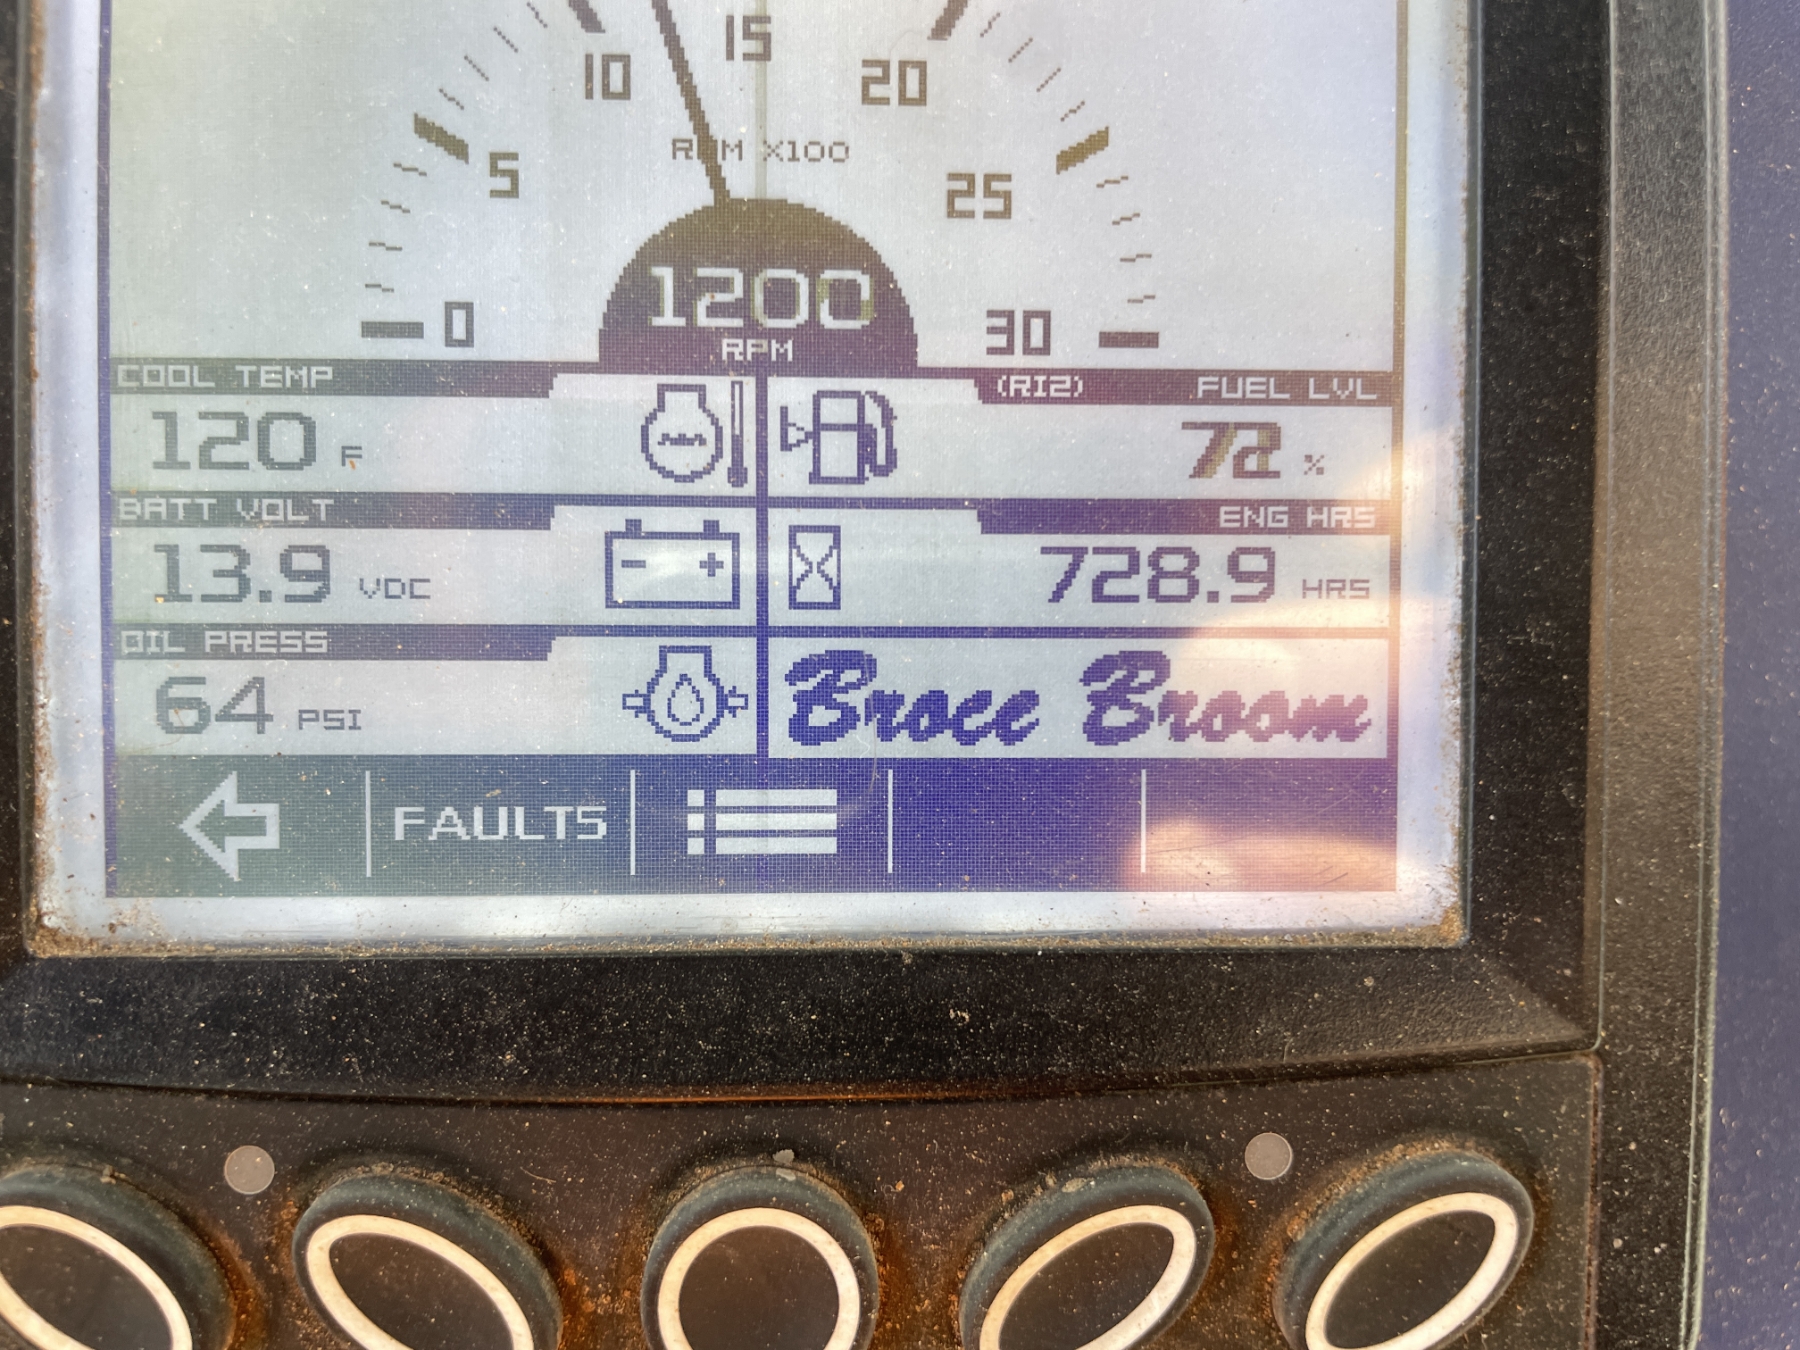 15
10 20
RPM X100
5 25
1200
0 30
RPM
COOL TEMP (RI2) FUEL LVL
120 F %
BATT VOLT ENG HRS
13.9 VDC 728.9 HRS
OIL PRESS
64 PSI Broce Broom
FAULTS